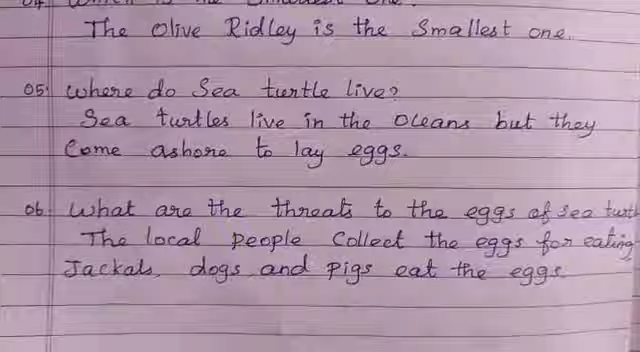 The Olive Ridley is the Smallest one.
05. Where do Sea turtle live?
Sea turtles live in the Oceans but they
Come ashore to lay eggs.
06. What are the threats to the eggs of sea
The local people Collect the eggs for eating
Jackals, dogs and pigs eat the eggs.